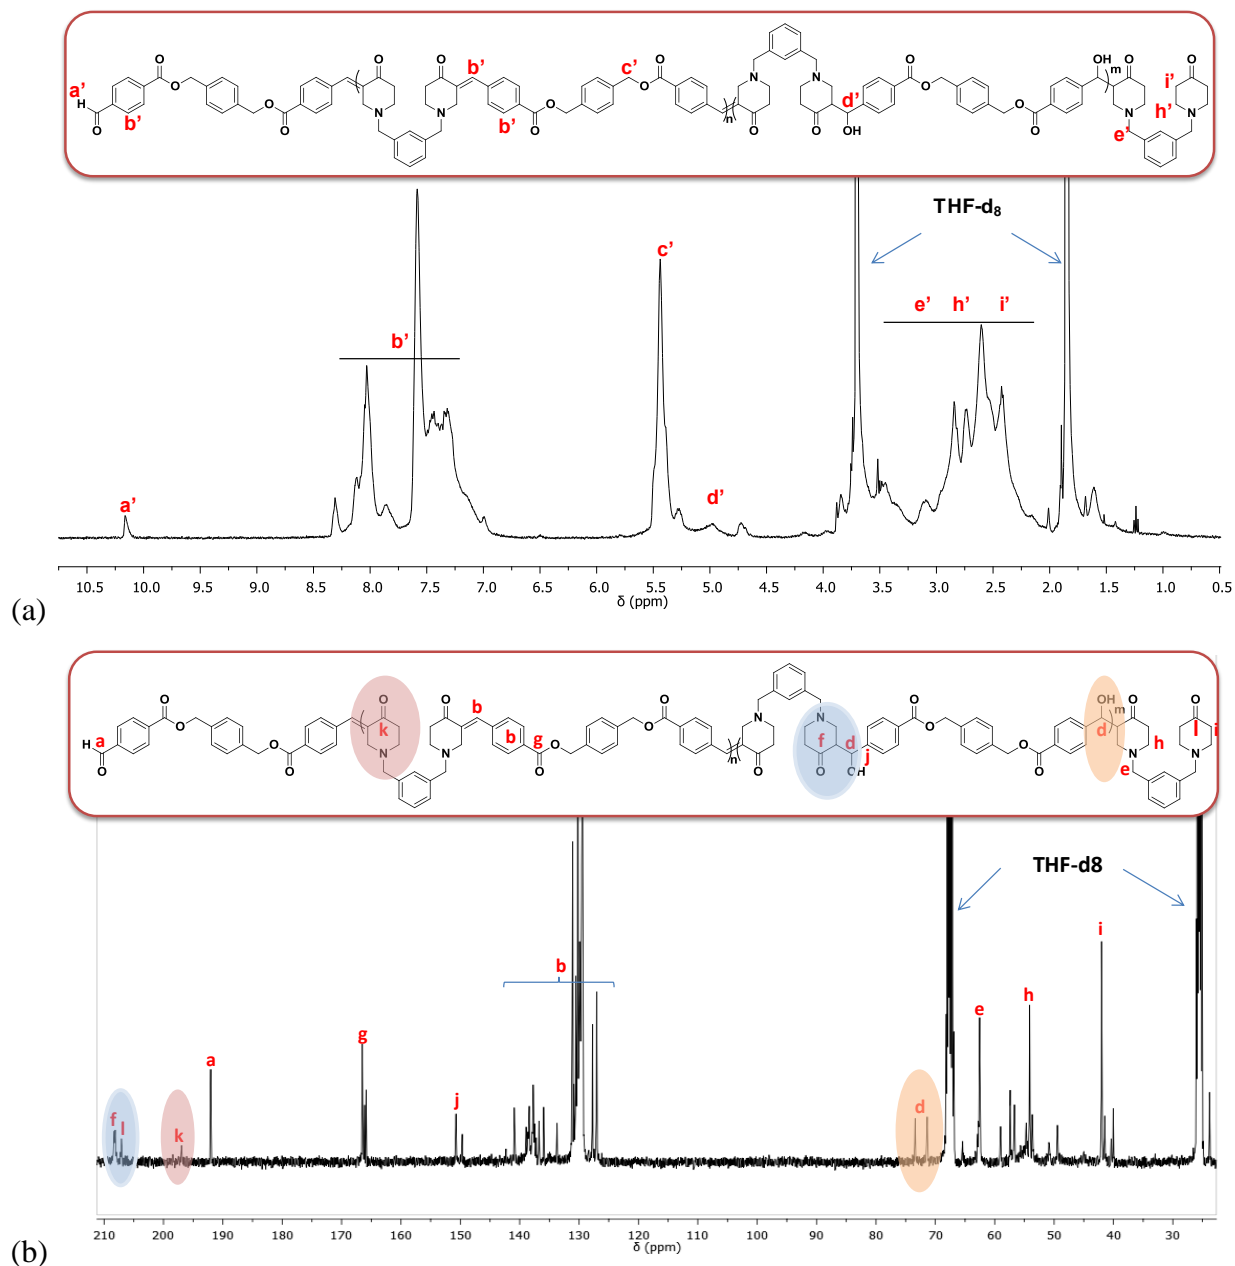 O
O
N
N
OH
m
O
O
O
b’
c’
O
O
i’
a’
H
O
O
N
N
d’
O
h’
O
b’
O
b’
O
n
O
OH
O
e’
N
N
O
THF-d8
c’
e’ h’ i’
b’
a’
d’
10.5 10.0 9.5 9.0 8.5 8.0 7.5 7.0 6.5 6.0 5.5 5.0 4.5 4.0 3.5 3.0 2.5 2.0 1.5 1.0 0.5
δ (ppm)
(a)
N
N
OH
m
O
O
O
b
O
O
d
l
i
a
H
O
k
b
g
O
f
d
j
h
O
N
N
O
n
O
OH
O
e
N
N
THF-d8
i
b
h
e
g
a
j
d
f
l
k
210 200 190 180 170 160 150 140 130 120 110 100 90 80 70 60 50 40 30
δ (ppm)
(b)